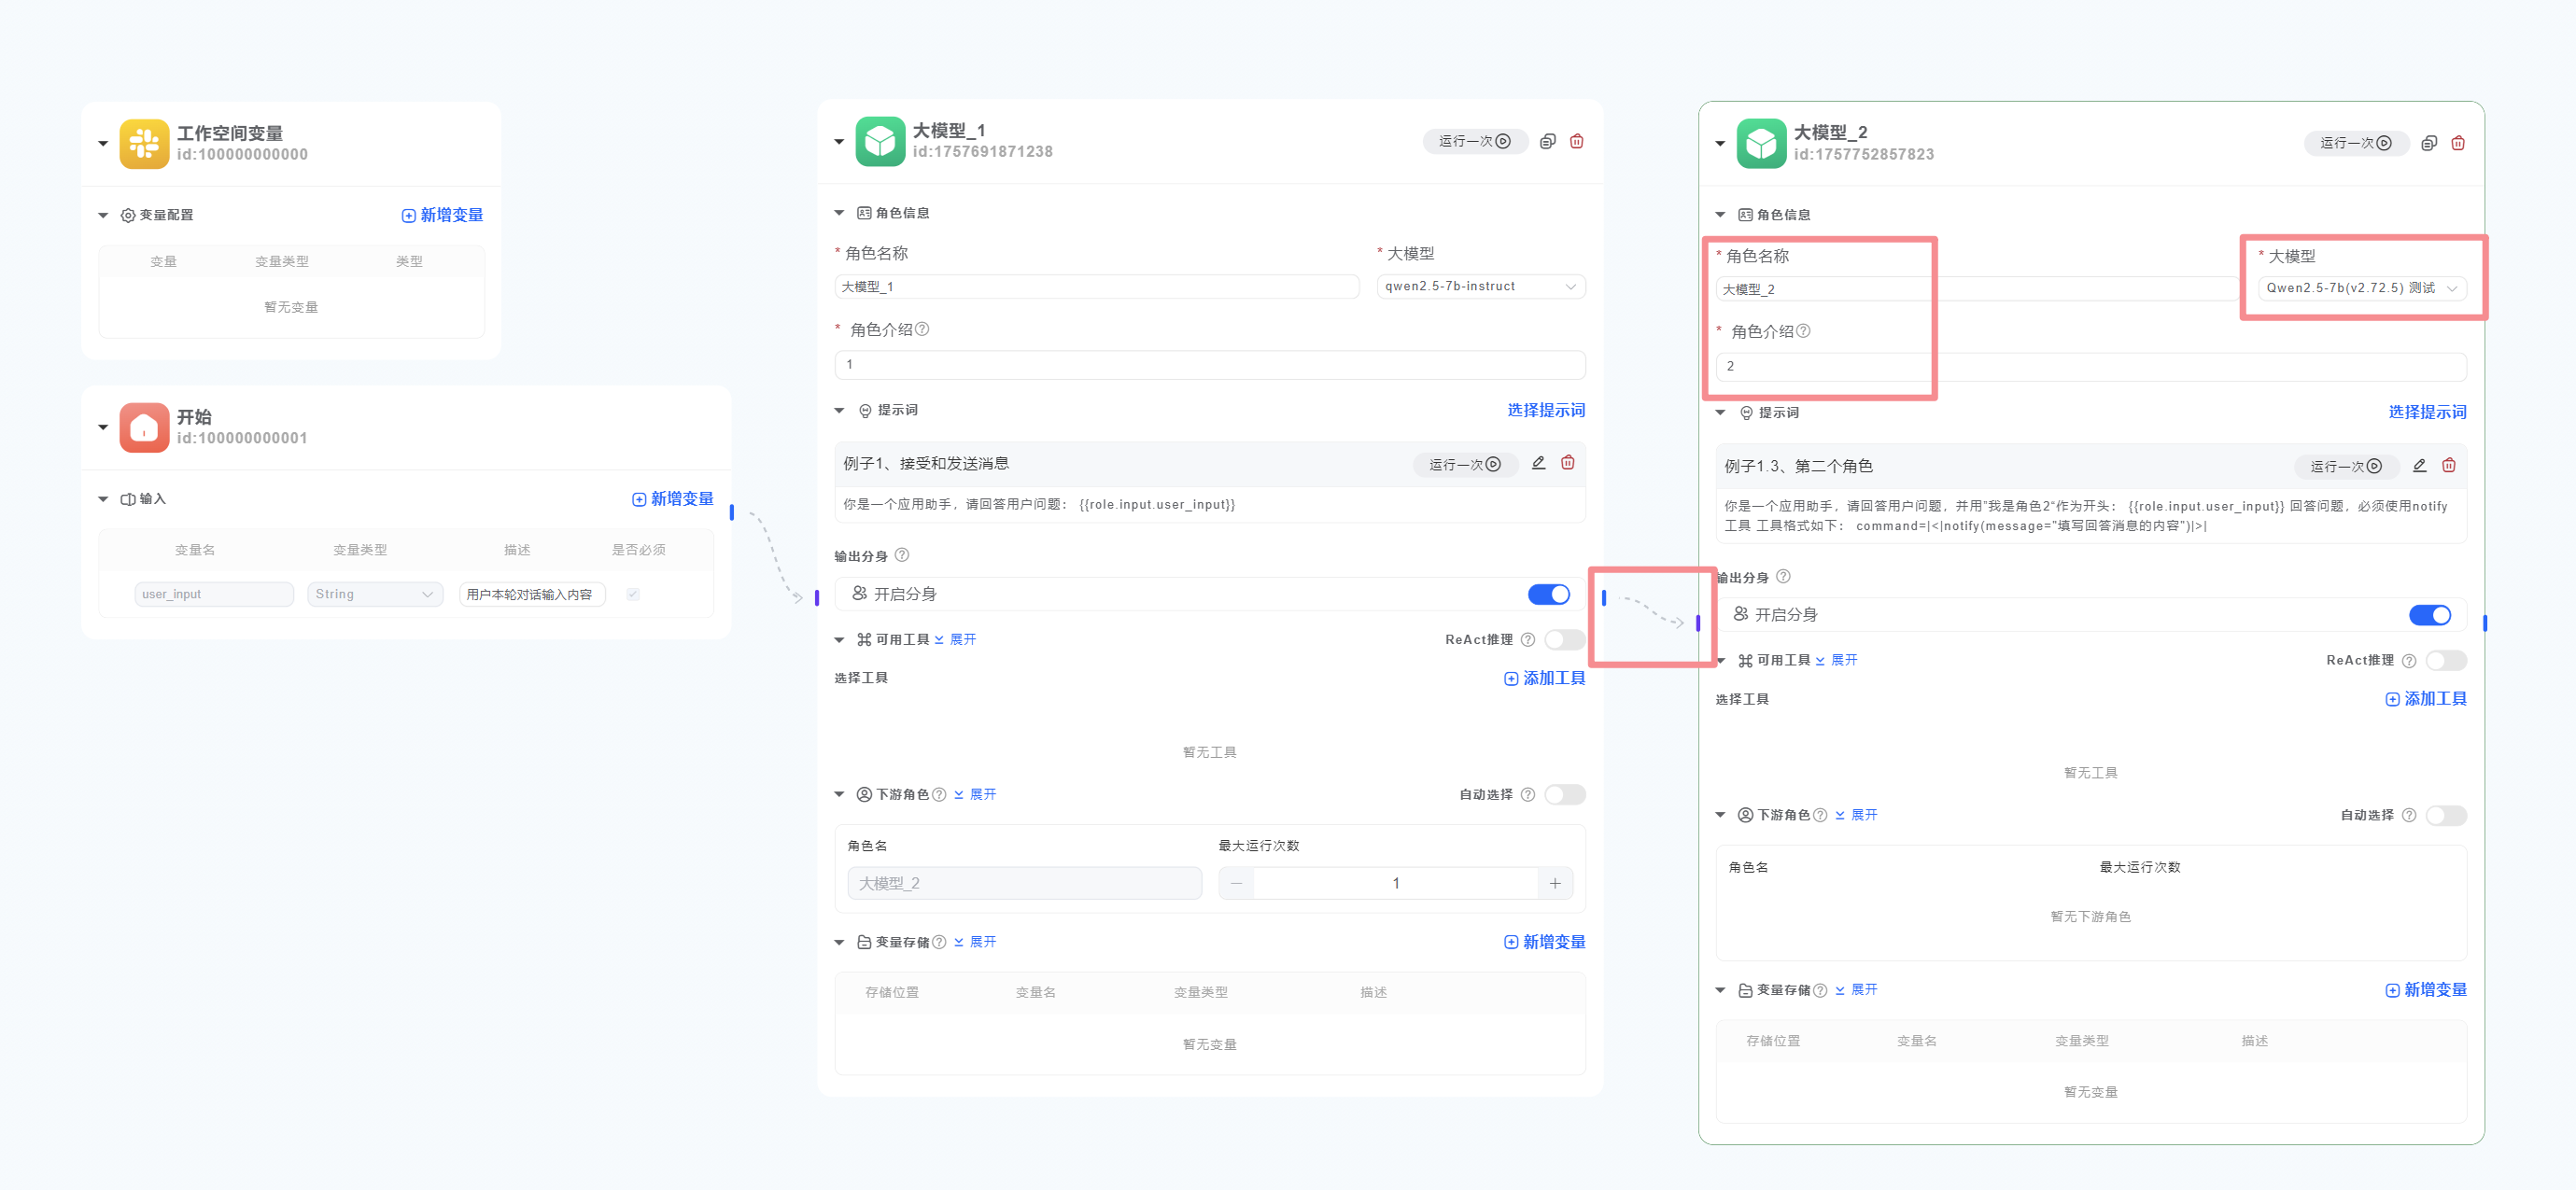 工作空间变量
id:100000000000
变量配置
新增变量
变量 变量类型 类型
暂无变量
开始
id:100000000001
输入
新增变量
变量名 变量类型 描述 是否必须
user_input String 用户本轮对话输入内容
大模型_1
id:1757691871238
运行一次
角色信息
* 角色名称
* 大模型
大模型_1
qwen2.5-7b-instruct
* 角色介绍
1
提示词
选择提示词
例子1、接受和发送消息
运行一次
你是一个应用助手，请回答用户问题： {{role.input.user_input}}
输出分身
开启分身
可用工具 展开
ReAct推理
选择工具
添加工具
暂无工具
下游角色 展开
自动选择
角色名 最大运行次数
大模型_2 1
变量存储 展开
新增变量
存储位置 变量名 变量类型 描述
暂无变量
大模型_2
id:1757752857823
运行一次
角色信息
* 角色名称
* 大模型
大模型_2
Qwen2.5-7b(v2.72.5) 测试
* 角色介绍
2
提示词
选择提示词
例子1.3、第二个角色
运行一次
你是一个应用助手，请回答用户问题，并用”我是角色2“作为开头： {{role.input.user_input}} 回答问题，必须使用notify
工具 工具格式如下： command=|<|notify(message="填写回答消息的内容")|>|
输出分身
开启分身
可用工具 展开
ReAct推理
选择工具
添加工具
暂无工具
下游角色 展开
自动选择
角色名 最大运行次数
暂无下游角色
变量存储 展开
新增变量
存储位置 变量名 变量类型 描述
暂无变量